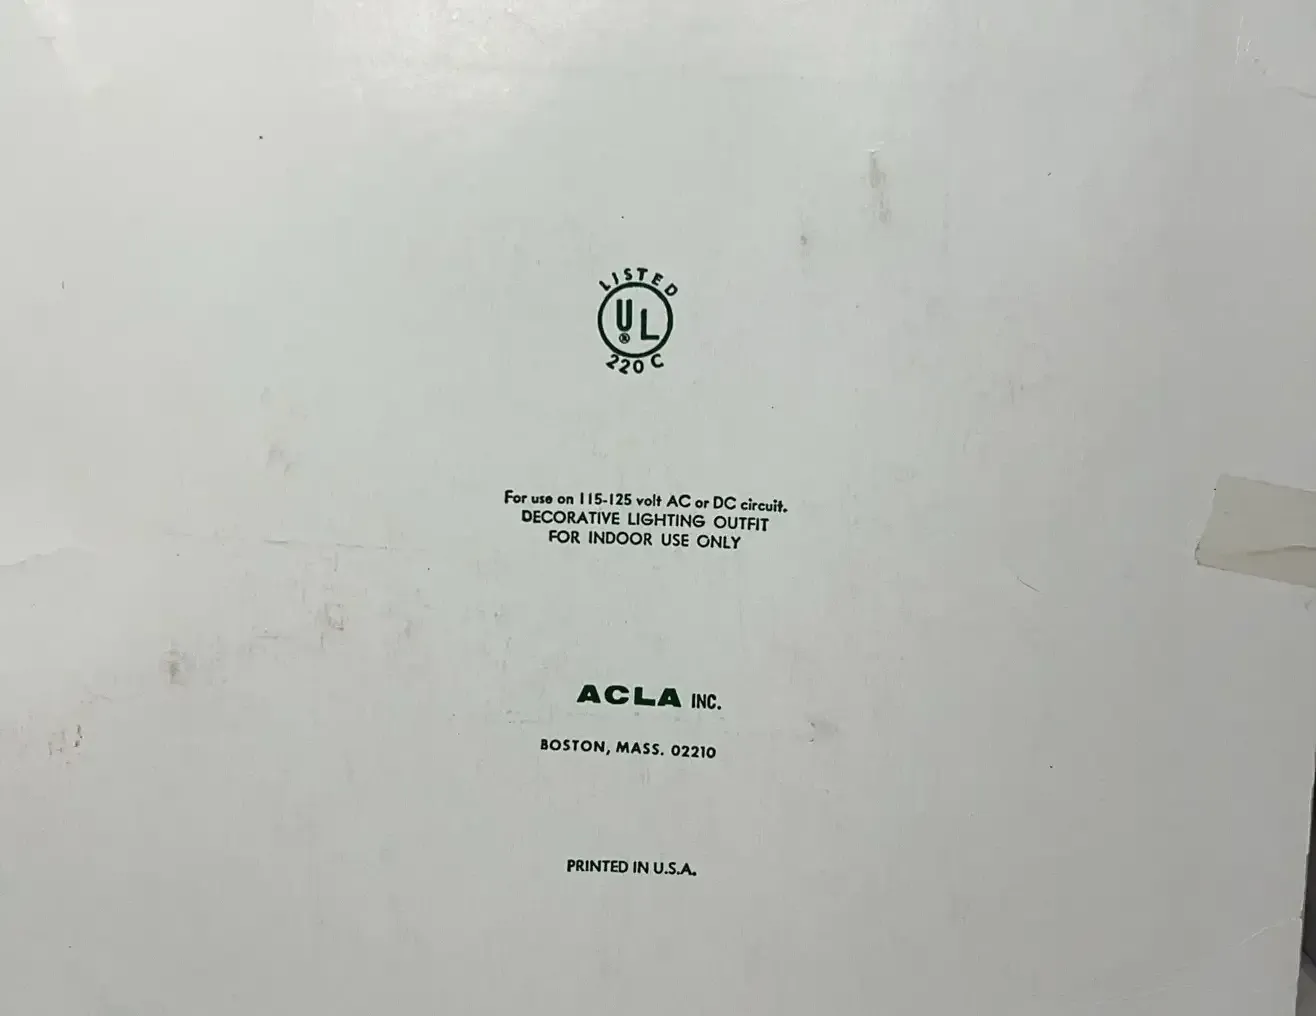 LISTED
UL
®
220 C
For use on 115-125 volt AC or DC circuit.
DECORATIVE LIGHTING OUTFIT
FOR INDOOR USE ONLY
ACLA INC.
BOSTON, MASS. 02210
PRINTED IN U.S.A.